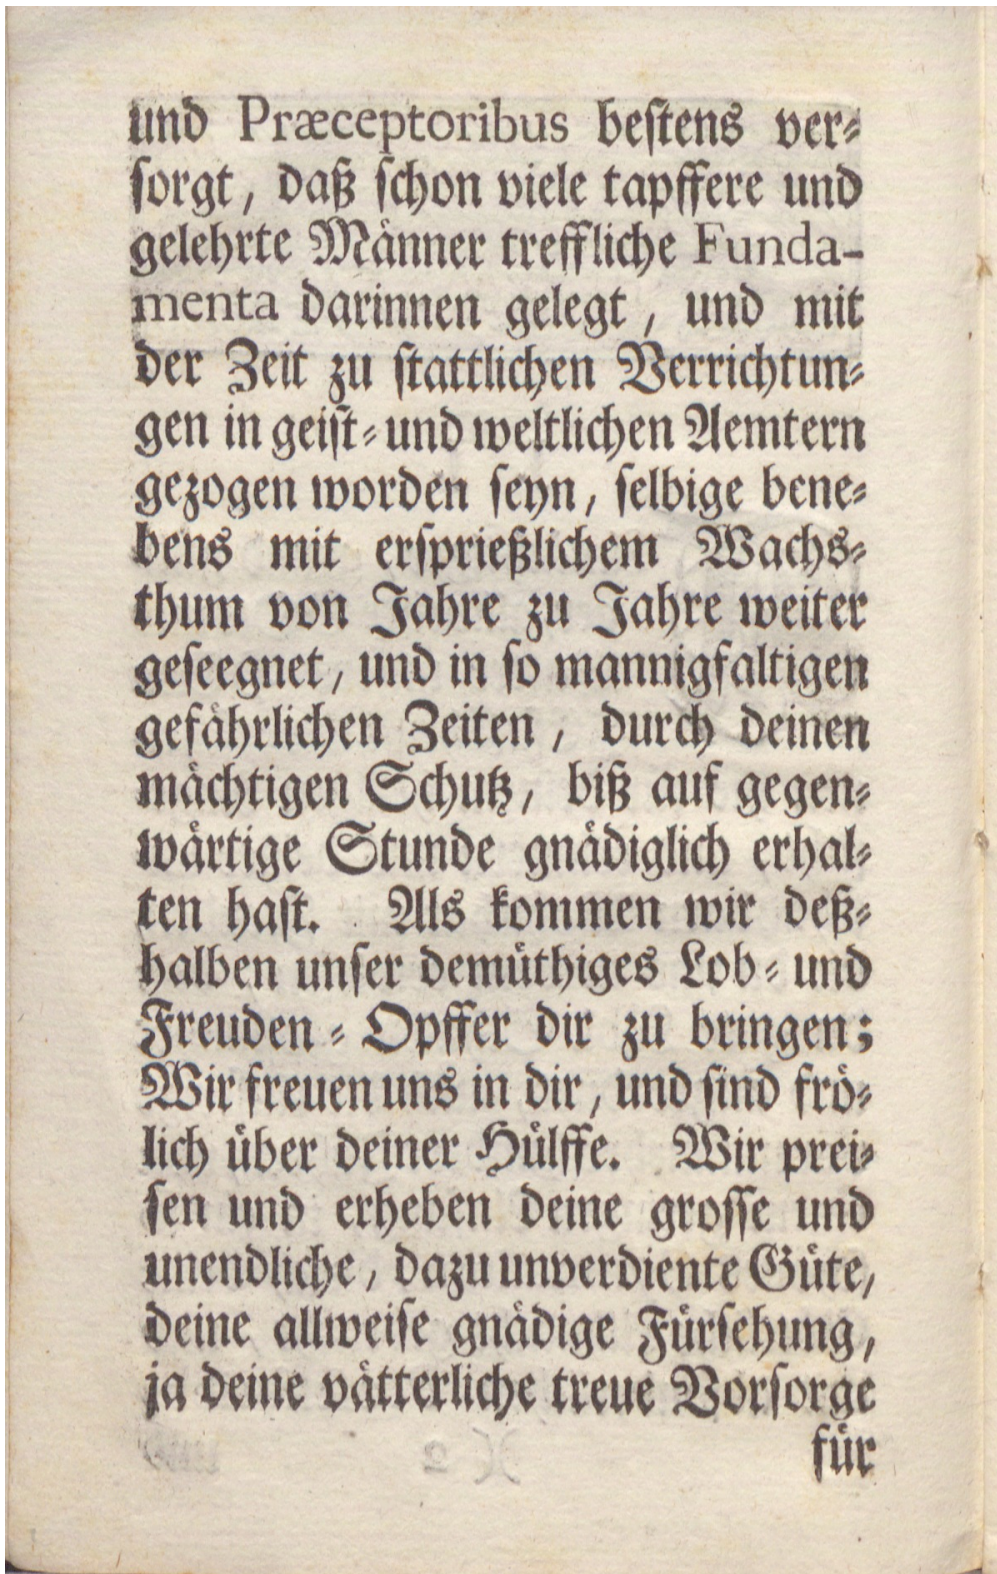 und Præceptoribus bestens ver-
sorgt, daß schon viele tapffere und
gelehrte Männer treffliche Funda-
menta darinnen gelegt, und mit
der Zeit zu stattlichen Verrichtun-
gen in geist- und weltlichen Aemtern
gezogen worden seyn, selbige bene-
bens mit ersprießlichem Wachs-
thum von Jahre zu Jahre weiter
geseegnet, und in so mannigfaltigen
gefährlichen Zeiten, durch deinen
mächtigen Schutz, biß auf gegen-
wärtige Stunde gnädiglich erhal-
ten hast. Als kommen wir deß-
halben unser demüthiges Lob- und
Freuden-Opffer dir zu bringen;
Wir freuen uns in dir, und sind frö-
lich über deiner Hülffe. Wir prei-
sen und erheben deine grosse und
unendliche, dazu unverdiente Güte,
deine allweise gnädige Fürsehung,
ja deine vätterliche treue Vorsorge
für